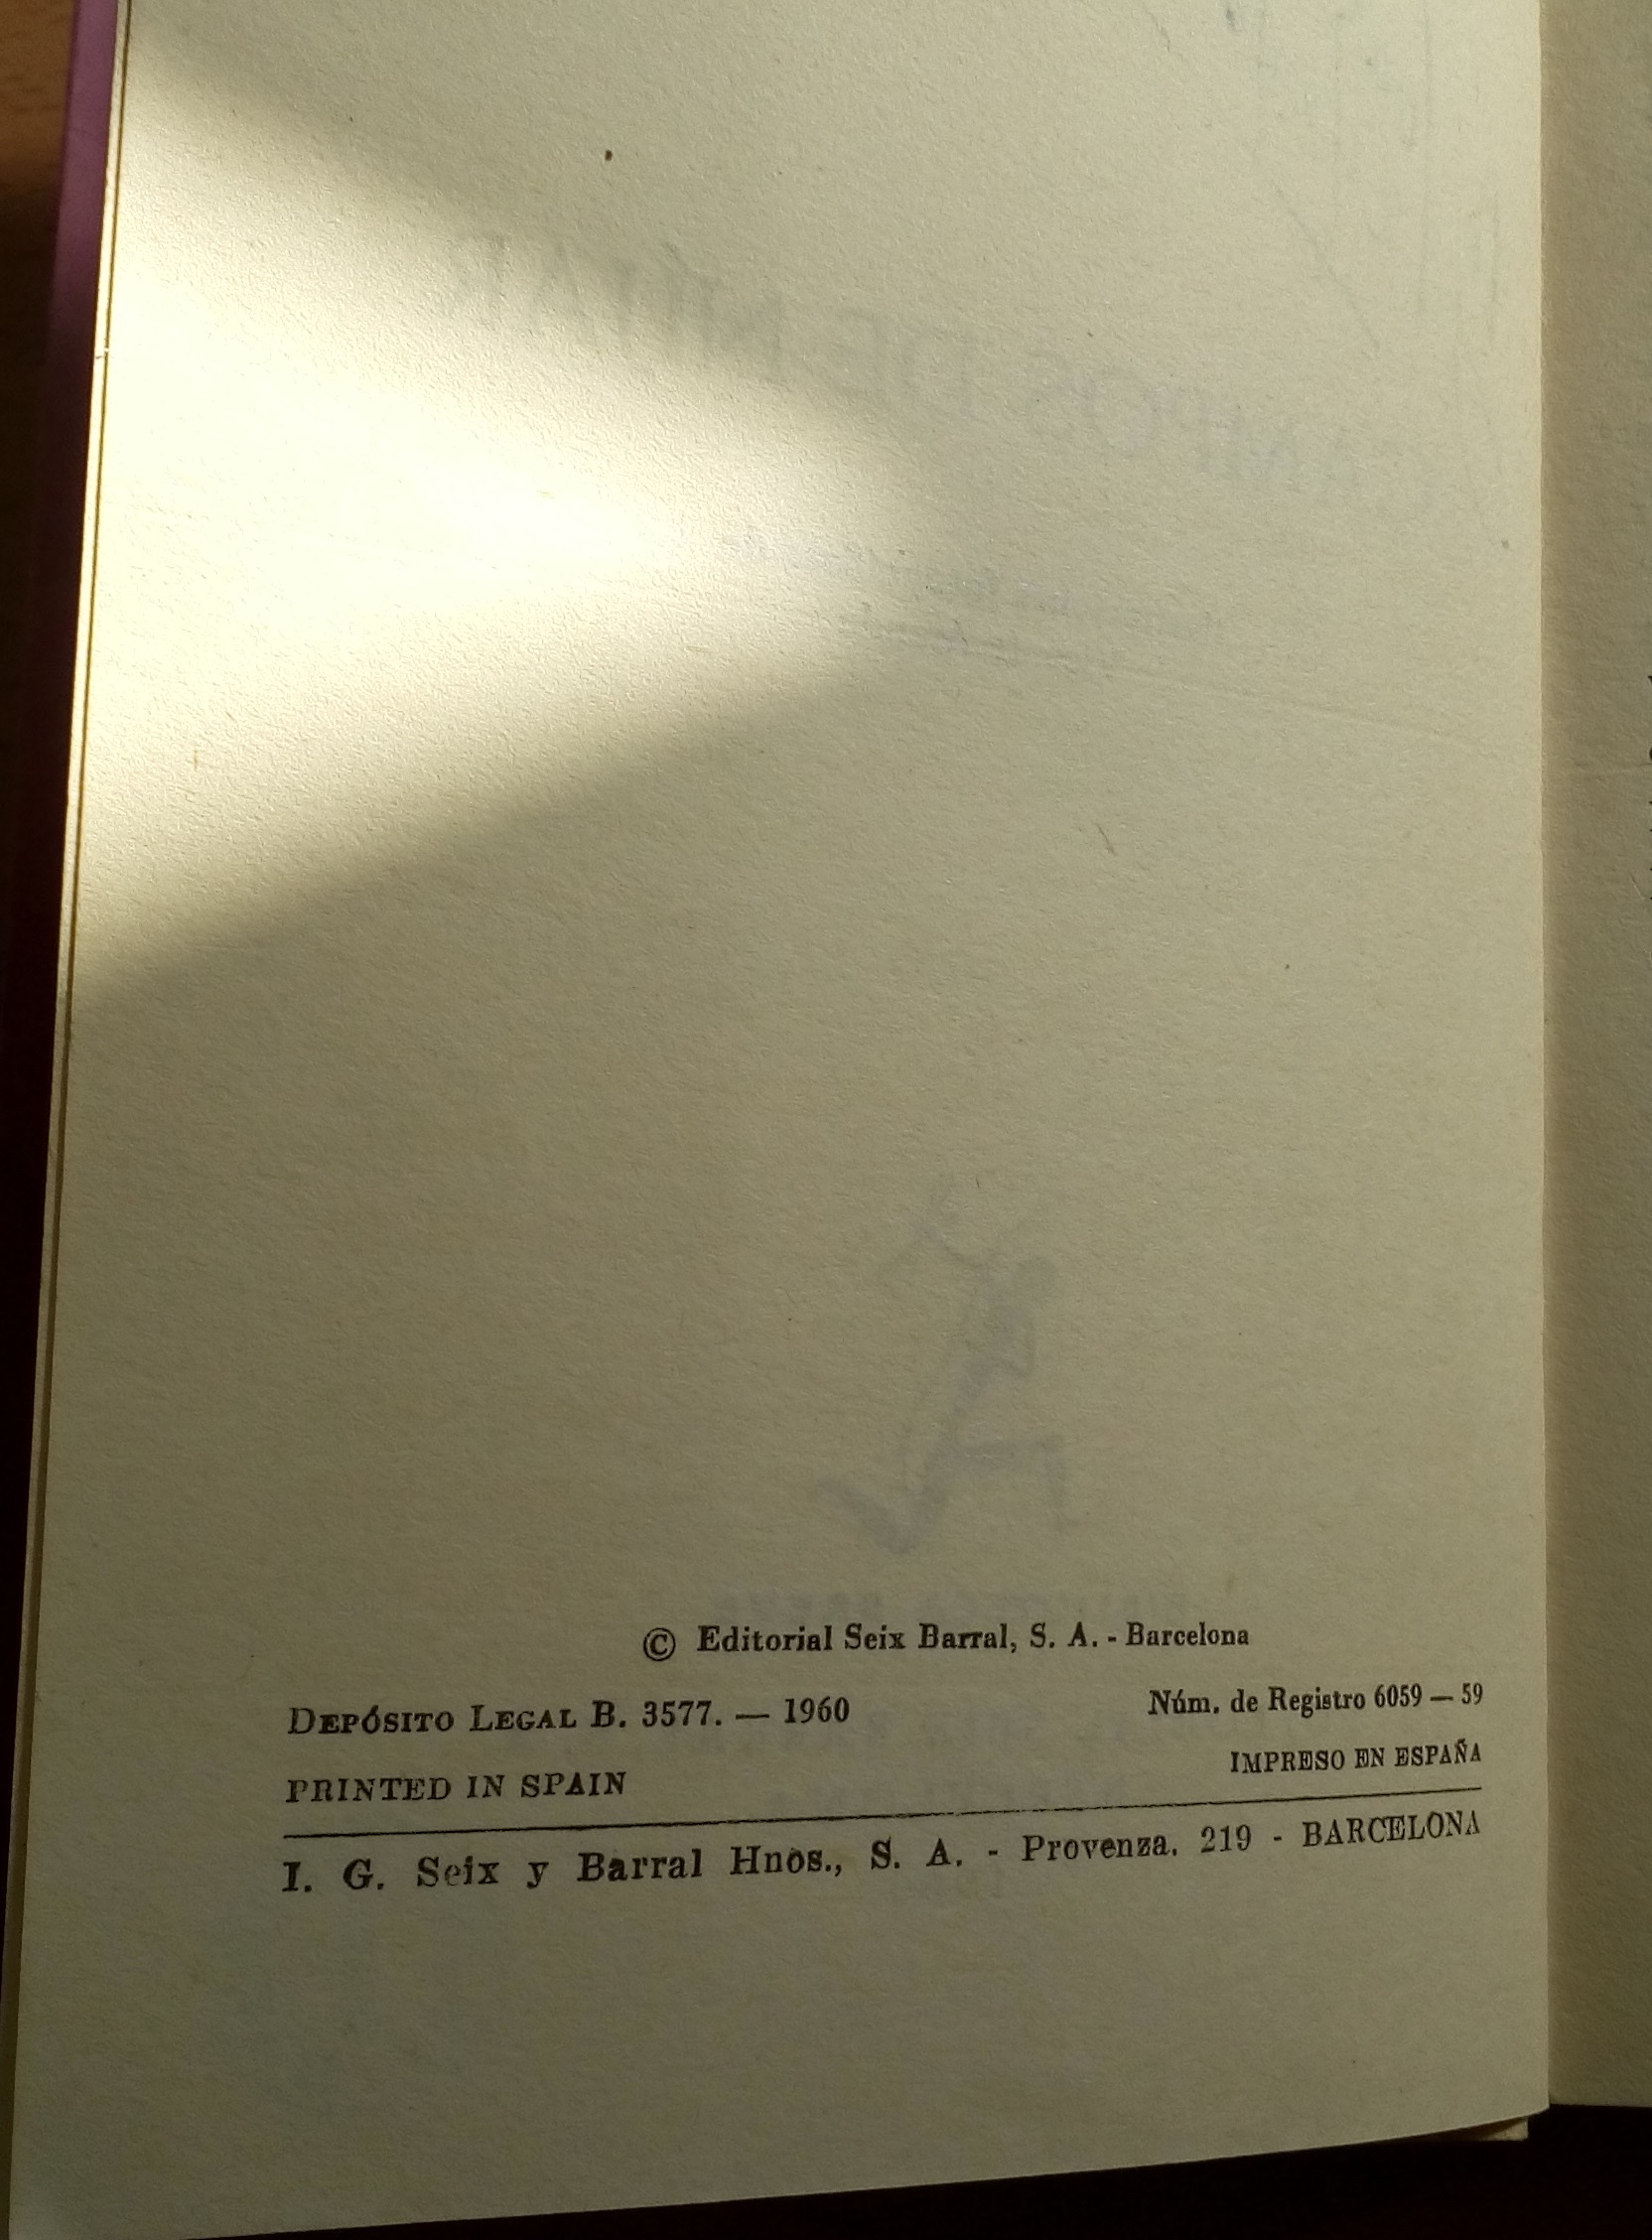 © Editorial Seix Barral, S. A. - Barcelona
DEPÓSITO LEGAL B. 3577. — 1960 Núm. de Registro 6059 — 59
PRINTED IN SPAIN IMPRESO EN ESPAÑA
I. G. Seix y Barral Hnos., S. A. - Provenza, 219 - BARCELONA